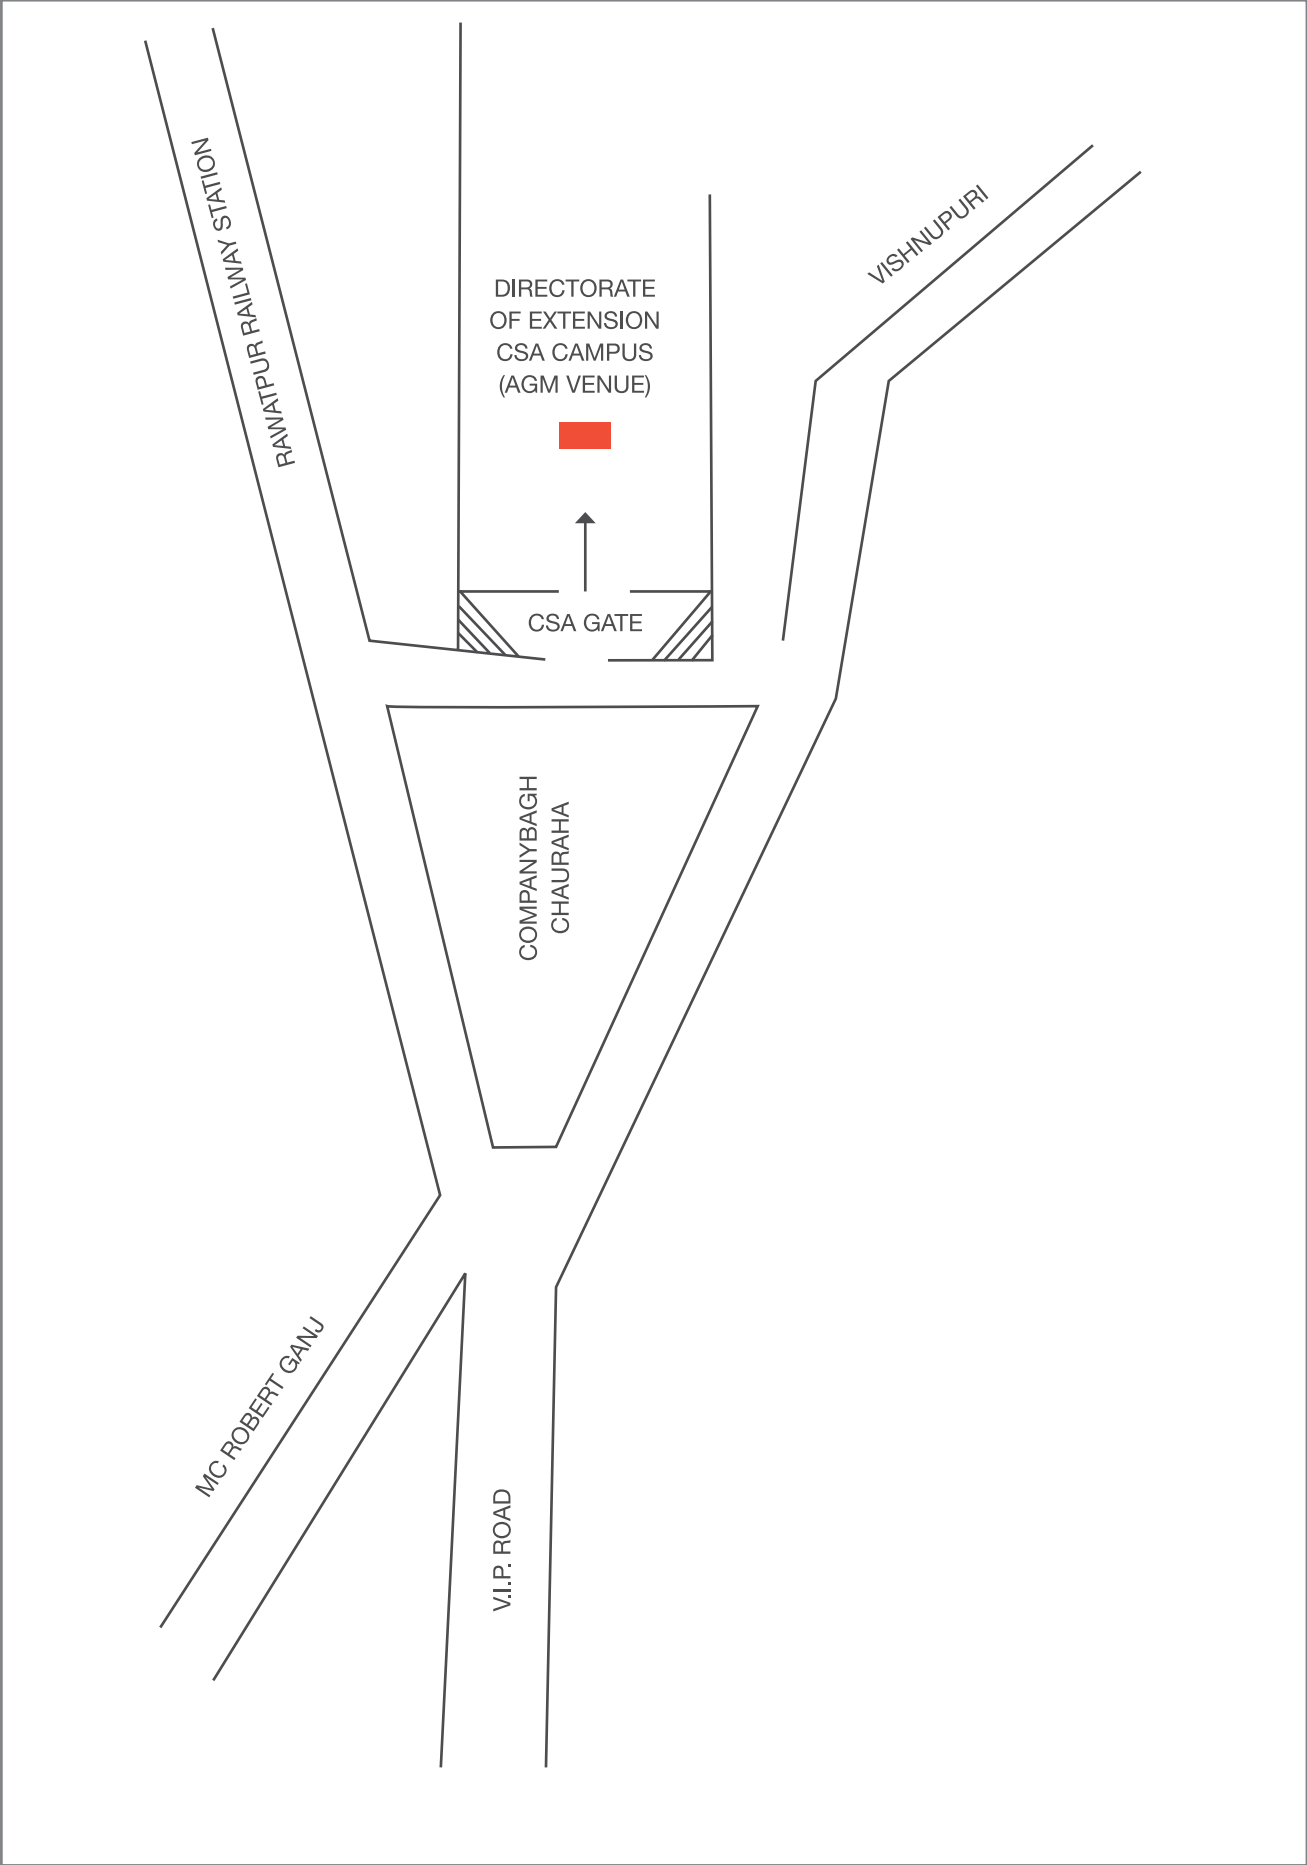 RAWATPUR RAILWAY STATION
DIRECTORATE
OF EXTENSION
CSA CAMPUS
(AGM VENUE)
VISHNUPURI
CSA GATE
COMPANYBAGH
CHAURAHA
MC ROBERT GANJ
V.I.P. ROAD